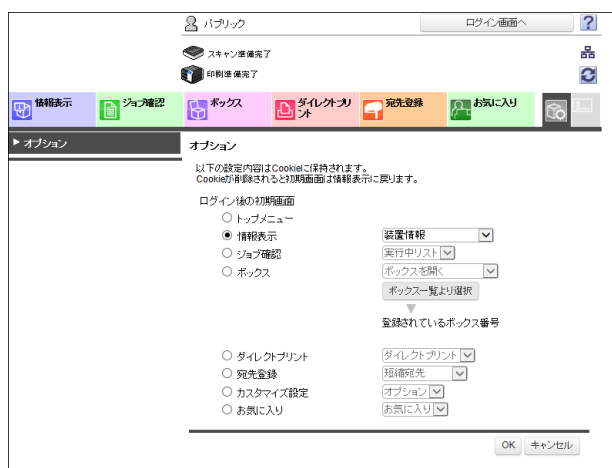 パブリック
ログイン画面へ
?
スキャン準備完了
印刷準備完了
情報表示
ジョブ確認
ボックス
ダイレクトプリ
ント
宛先登録
お気に入り
オプション
オプション
以下の設定内容はCookieに保持されます。
Cookieが削除されると初期画面は情報表示に戻ります。
ログイン後の初期画面
トップメニュー
情報表示 装置情報
ジョブ確認 実行中リスト
ボックス ボックスを開く
ボックス一覧より選択
登録されているボックス番号
ダイレクトプリント ダイレクトプリント
宛先登録 短縮宛先
カスタマイズ設定 オプション
お気に入り お気に入り
OK キャンセル